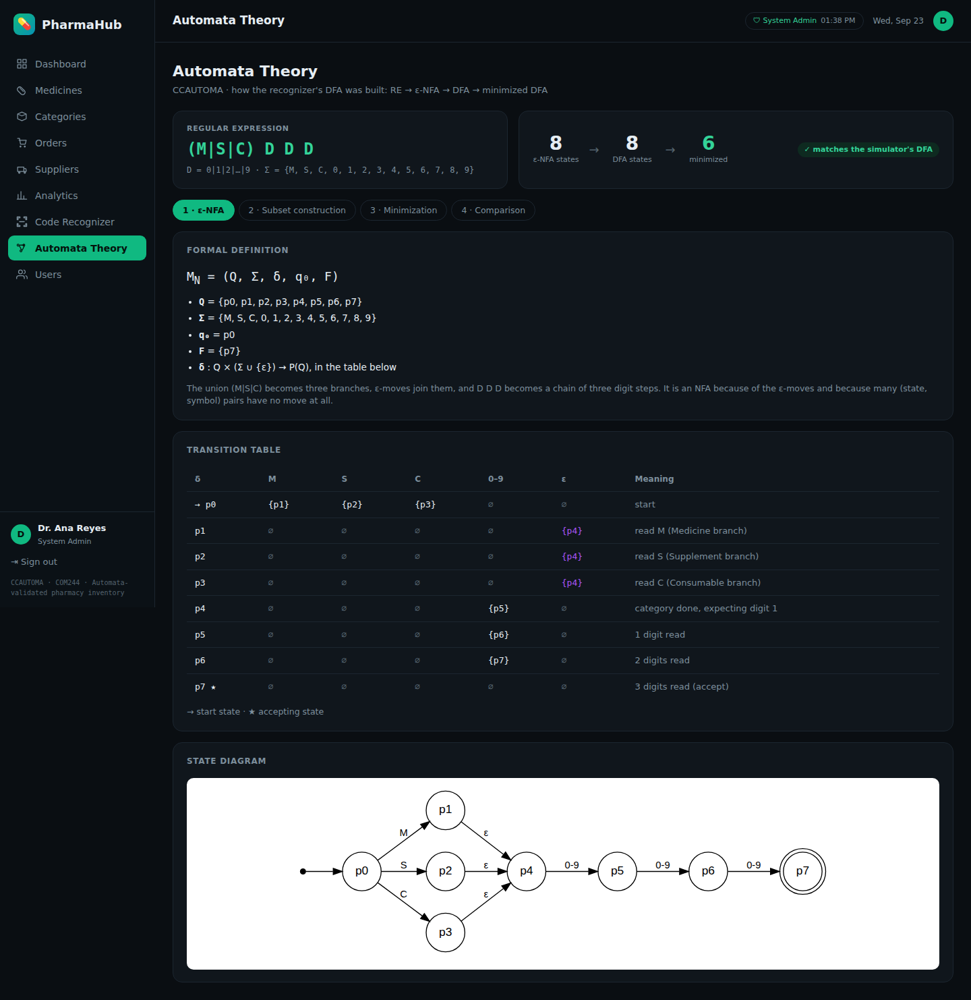 PharmaHub
Dashboard
Medicines
Categories
Orders
Suppliers
Analytics
Code Recognizer
Automata Theory
Users
Dr. Ana Reyes
D
System Admin
⇥ Sign out
CCAUTOMA · COM244 · Automata-
validated pharmacy inventory
Automata Theory
System Admin 01:38 PM
Wed, Sep 23
D
Automata Theory
CCAUTOMA · how the recognizer's DFA was built: RE → ε-NFA → DFA → minimized DFA
REGULAR EXPRESSION
(M|S|C) D D D
D = 0|1|2|…|9 · Σ = {M, S, C, 0, 1, 2, 3, 4, 5, 6, 7, 8, 9}
8 → 8 → 6
ε-NFA states DFA states minimized
✓ matches the simulator's DFA
1 · ε-NFA
2 · Subset construction
3 · Minimization
4 · Comparison
FORMAL DEFINITION
M_N = (Q, Σ, δ, q₀, F)
• Q = {p0, p1, p2, p3, p4, p5, p6, p7}
• Σ = {M, S, C, 0, 1, 2, 3, 4, 5, 6, 7, 8, 9}
• q₀ = p0
• F = {p7}
• δ : Q × (Σ ∪ {ε}) → P(Q), in the table below
The union (M|S|C) becomes three branches, ε-moves join them, and D D D becomes a chain of three digit steps. It is an NFA because of the ε-moves and because many (state,
symbol) pairs have no move at all.
TRANSITION TABLE
δ M S C 0–9 ε Meaning
→ p0 {p1} {p2} {p3} ∅ ∅ start
p1 ∅ ∅ ∅ ∅ {p4} read M (Medicine branch)
p2 ∅ ∅ ∅ ∅ {p4} read S (Supplement branch)
p3 ∅ ∅ ∅ ∅ {p4} read C (Consumable branch)
p4 ∅ ∅ ∅ {p5} ∅ category done, expecting digit 1
p5 ∅ ∅ ∅ {p6} ∅ 1 digit read
p6 ∅ ∅ ∅ {p7} ∅ 2 digits read
p7 ★ ∅ ∅ ∅ ∅ ∅ 3 digits read (accept)
→ start state · ★ accepting state
STATE DIAGRAM
p1
M ε
p0 S p2 ε p4 0-9 p5 0-9 p6 0-9 p7
C ε
p3